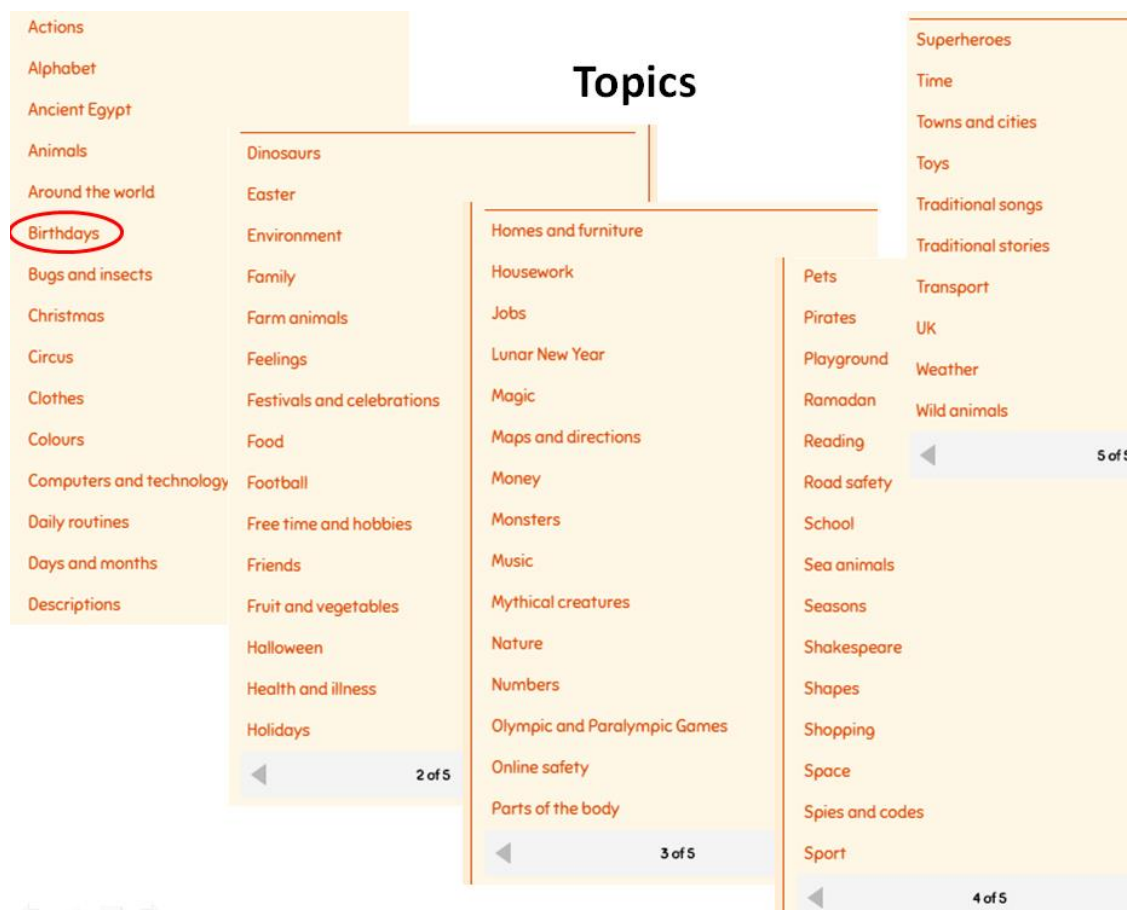 Topics
Actions
Alphabet
Ancient Egypt
Animals
Around the world
Birthdays
Bugs and insects
Christmas
Circus
Clothes
Colours
Computers and technology
Daily routines
Days and months
Descriptions
Dinosaurs
Easter
Environment
Family
Farm animals
Feelings
Festivals and celebrations
Food
Football
Free time and hobbies
Friends
Fruit and vegetables
Halloween
Health and illness
Holidays
2 of 5
Homes and furniture
Housework
Jobs
Lunar New Year
Magic
Maps and directions
Money
Monsters
Music
Mythical creatures
Nature
Numbers
Olympic and Paralympic Games
Online safety
Parts of the body
3 of 5
Pets
Pirates
Playground
Ramadan
Reading
Road safety
School
Sea animals
Seasons
Shakespeare
Shapes
Shopping
Space
Spies and codes
Sport
4 of 5
Superheroes
Time
Towns and cities
Toys
Traditional songs
Traditional stories
Transport
UK
Weather
Wild animals
5 of 5